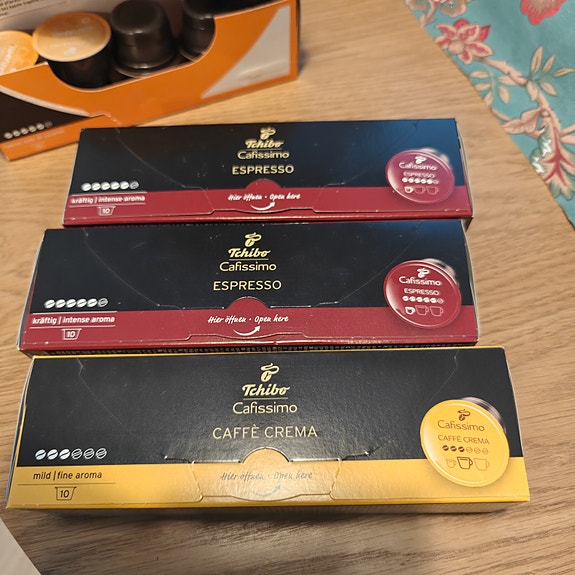 Tchibo
Cafissimo
ESPRESSO
kräftig | intense aroma
10
Hier öffnen · Open here
Cafissimo
ESPRESSO
Tchibo
Cafissimo
ESPRESSO
kräftig | intense aroma
10
Hier öffnen · Open here
Cafissimo
ESPRESSO
Tchibo
Cafissimo
CAFFÈ CREMA
mild | fine aroma
10
Hier öffnen · Open here
Cafissimo
CAFFÈ CREMA